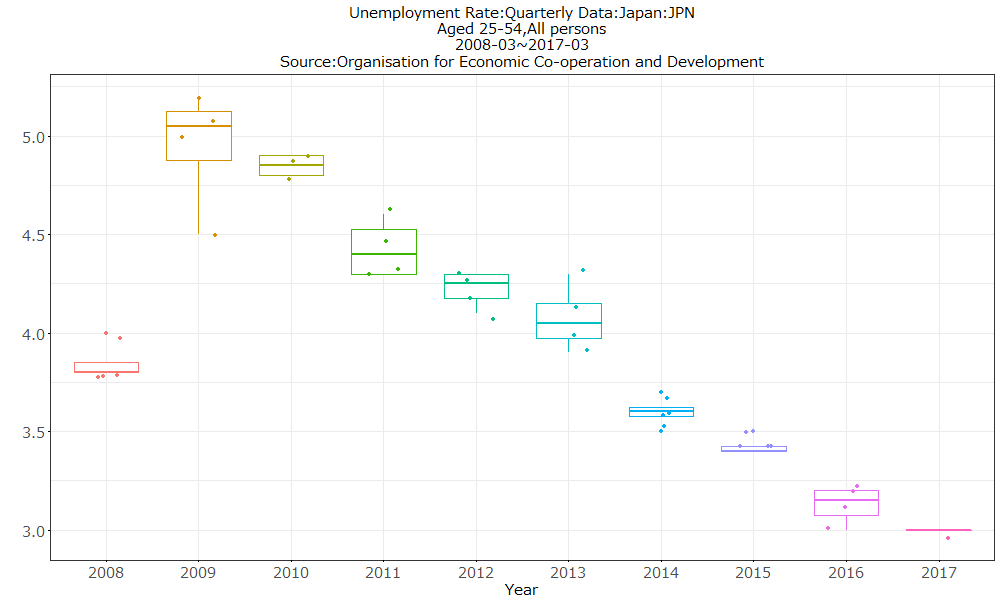 Unemployment Rate:Quarterly Data:Japan:JPN
Aged 25-54,All persons
2008-03~2017-03
Source:Organisation for Economic Co-operation and Development
5.0
4.5
4.0
3.5
3.0
2008 2009 2010 2011 2012 2013 2014 2015 2016 2017
Year